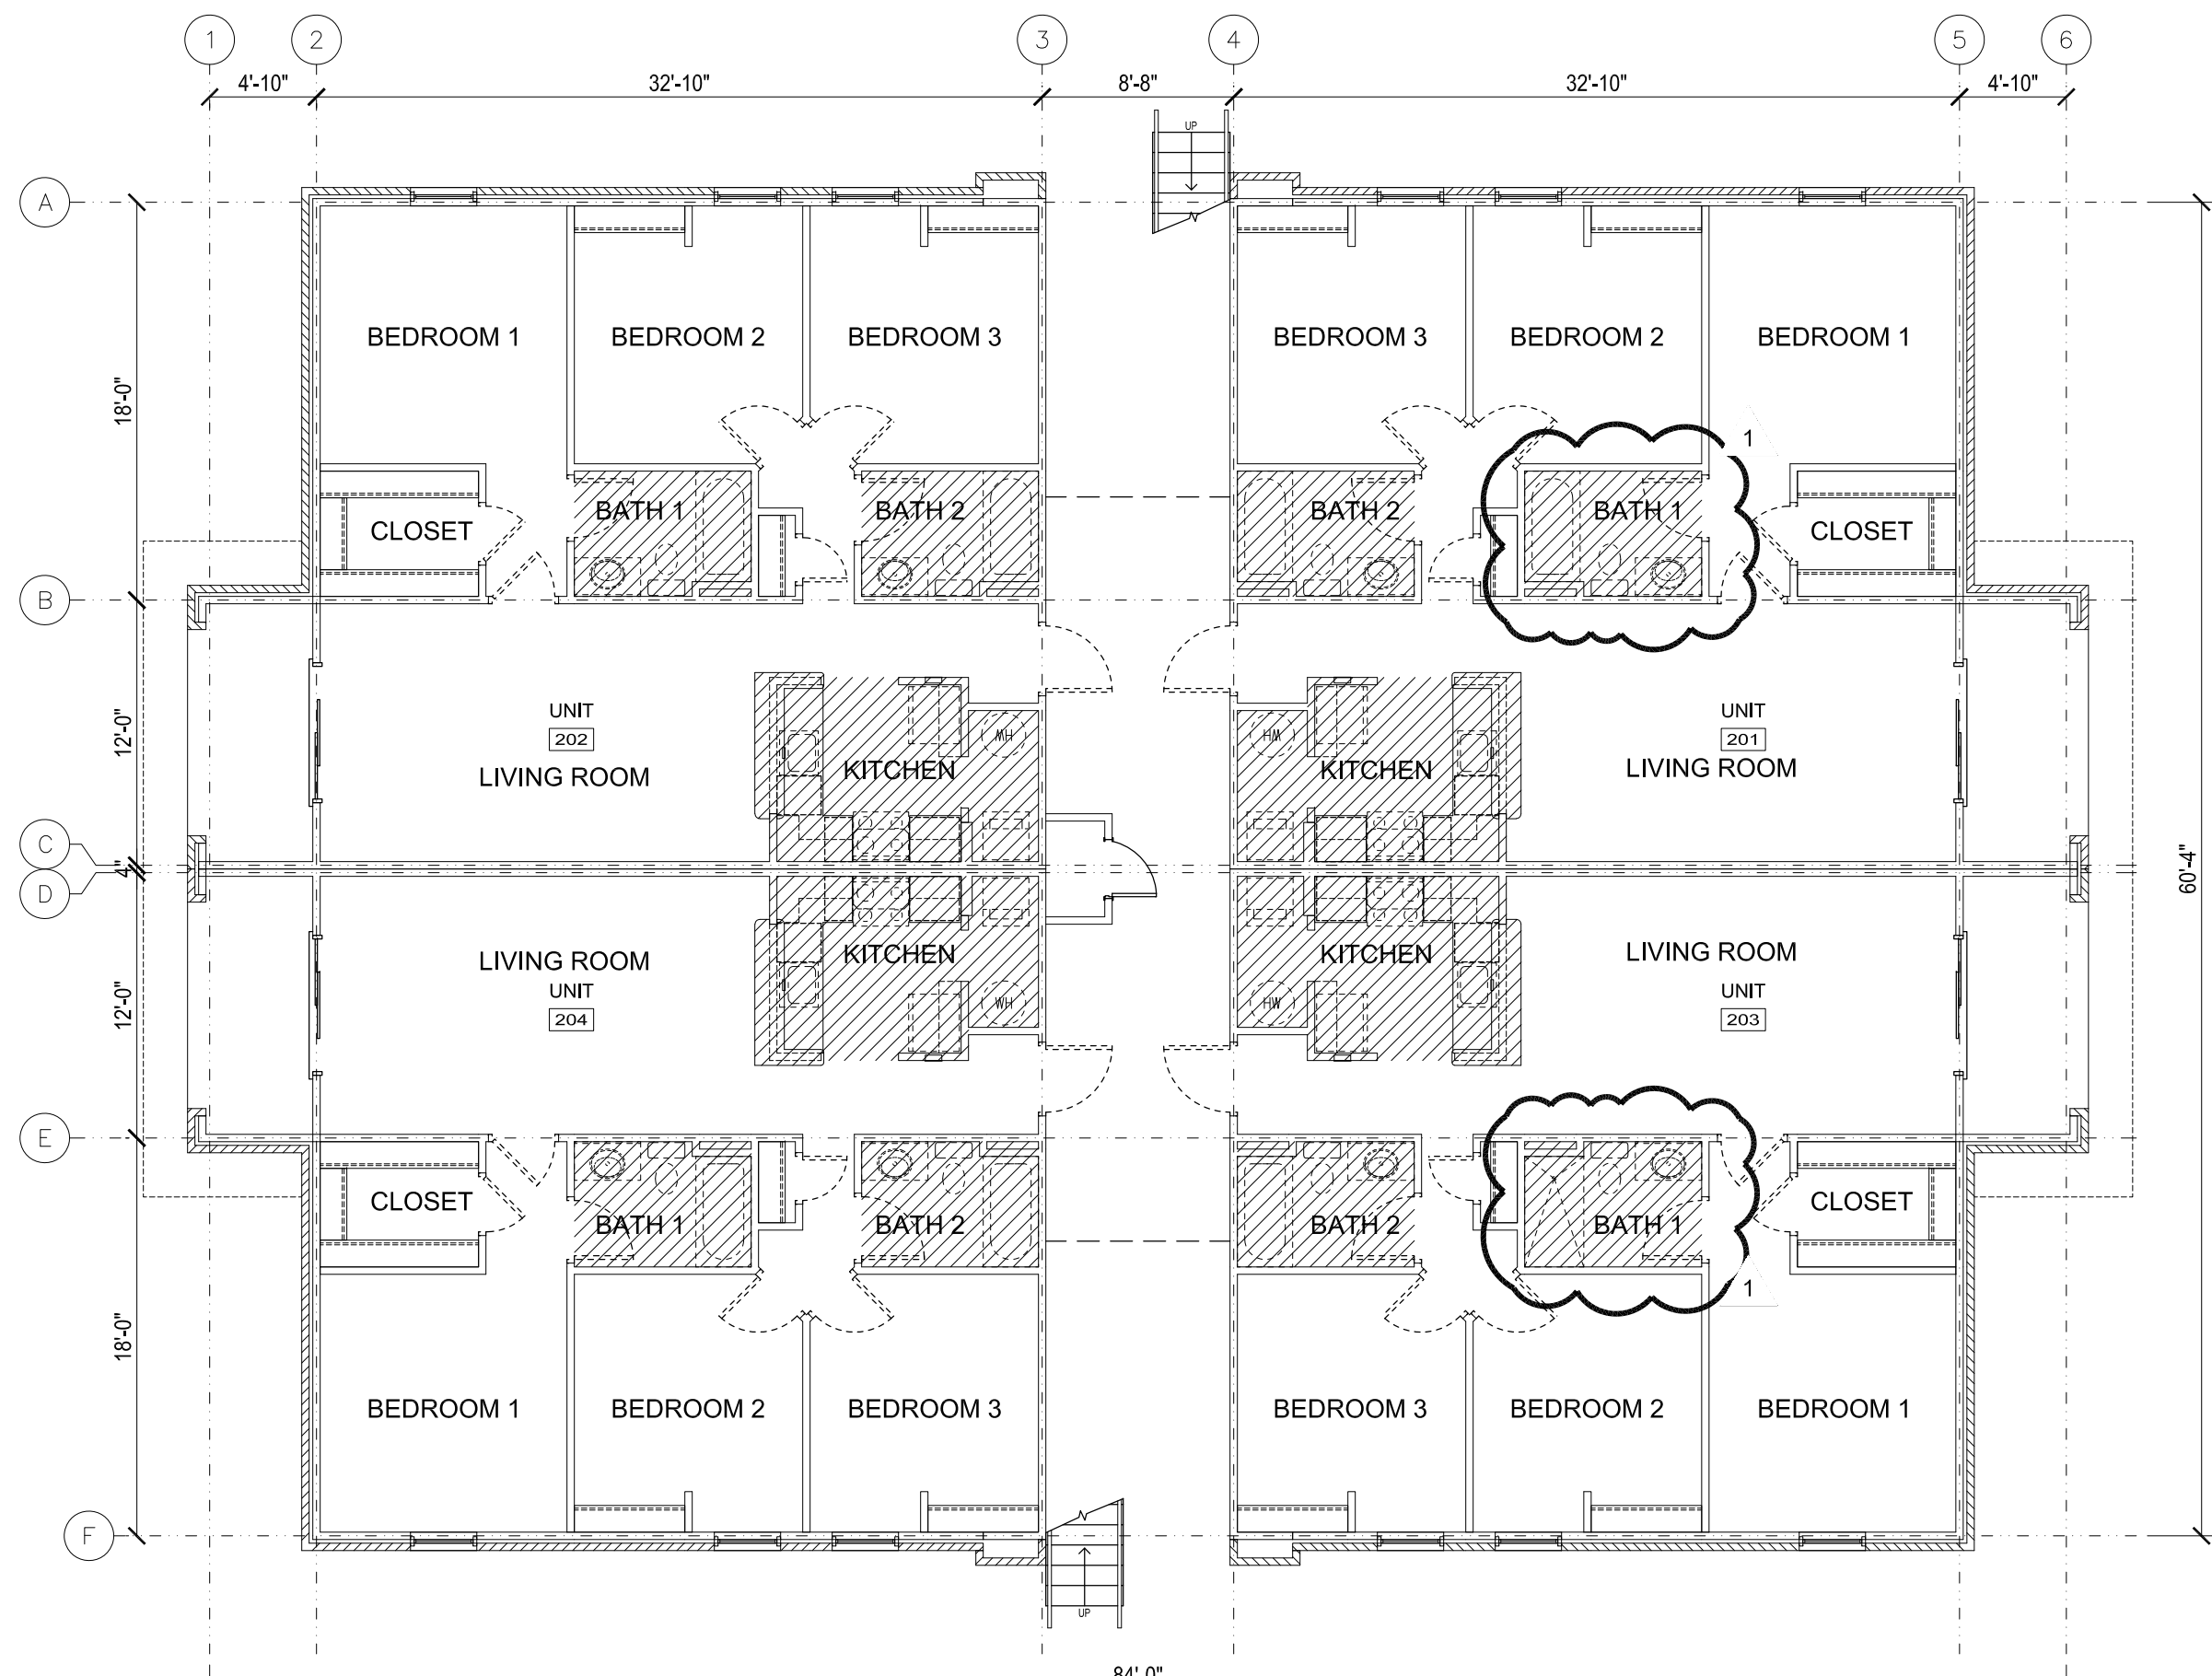 1 2 3 4 5 6
4'-10" 32'-10" 8'-8" 32'-10" 4'-10"
UP
A
BEDROOM 1 BEDROOM 2 BEDROOM 3 BEDROOM 3 BEDROOM 2 BEDROOM 1
18'-0"
1
BATH 1 BATH 2 BATH 2 BATH 1
CLOSET CLOSET
B
UNIT UNIT
202 201
12'-0"
WH HW
LIVING ROOM KITCHEN KITCHEN LIVING ROOM
C
4"
D
60'-4"
LIVING ROOM KITCHEN KITCHEN LIVING ROOM
UNIT UNIT
12'-0"
WH HW
204 203
E
CLOSET CLOSET
BATH 1 BATH 2 BATH 2 BATH 1
1
18'-0"
BEDROOM 1 BEDROOM 2 BEDROOM 3 BEDROOM 3 BEDROOM 2 BEDROOM 1
F
UP
84'-0"